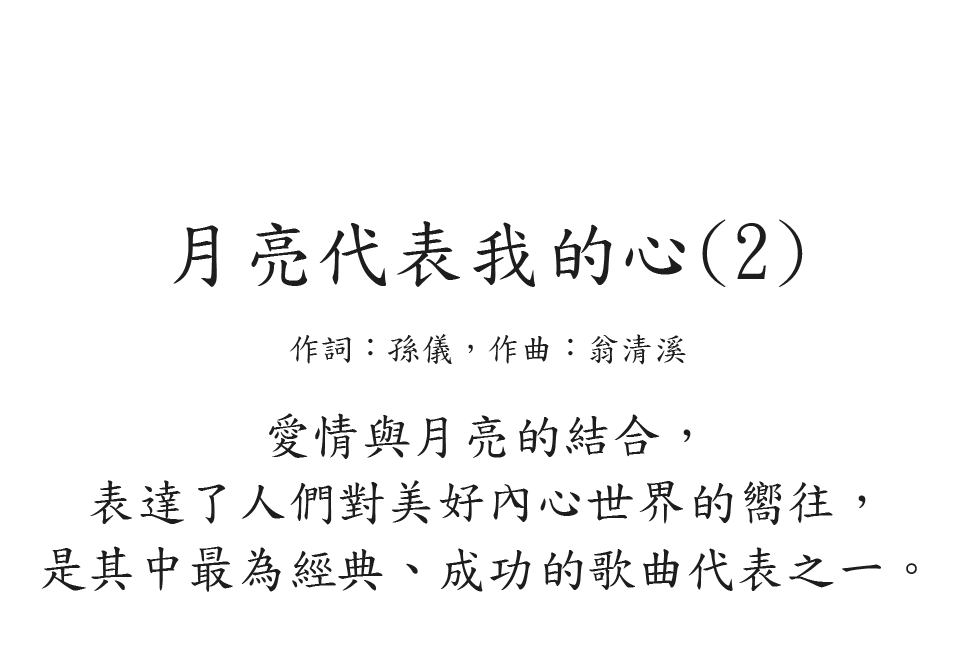 月亮代表我的心(2)
作詞：孫儀，作曲：翁清溪
愛情與月亮的結合，
表達了人們對美好內心世界的嚮往，
是其中最為經典、成功的歌曲代表之一。